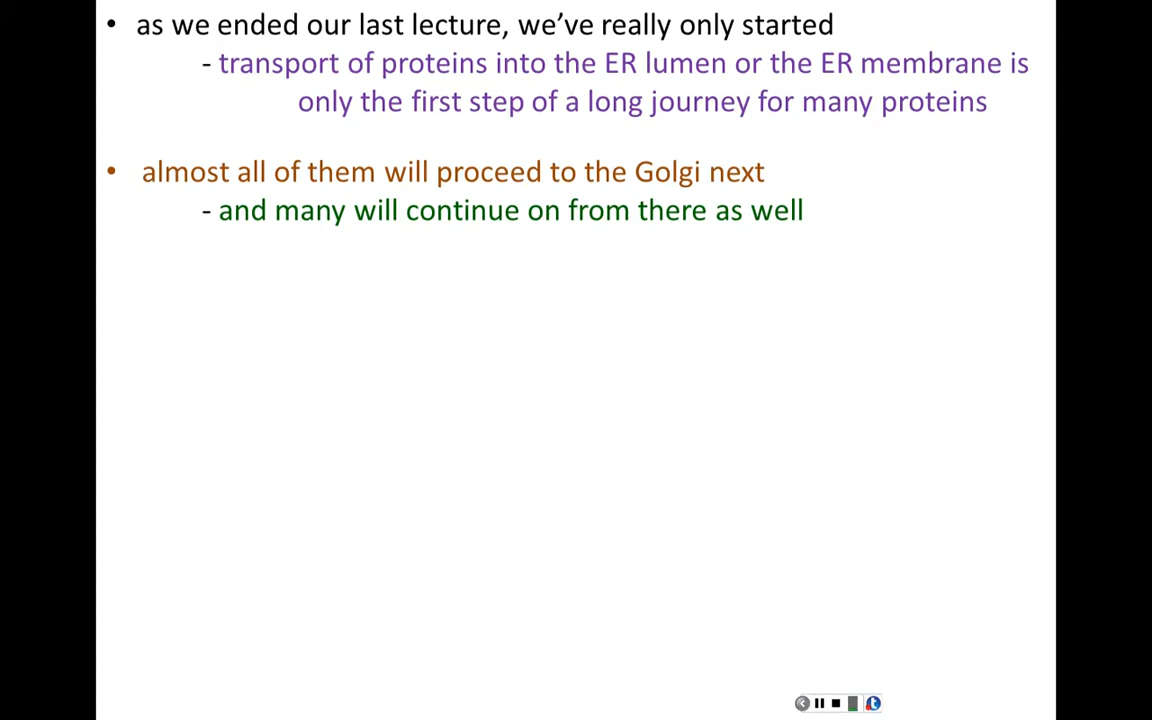 • as we ended our last lecture, we’ve really only started
- transport of proteins into the ER lumen or the ER membrane is
only the first step of a long journey for many proteins
• almost all of them will proceed to the Golgi next
- and many will continue on from there as well